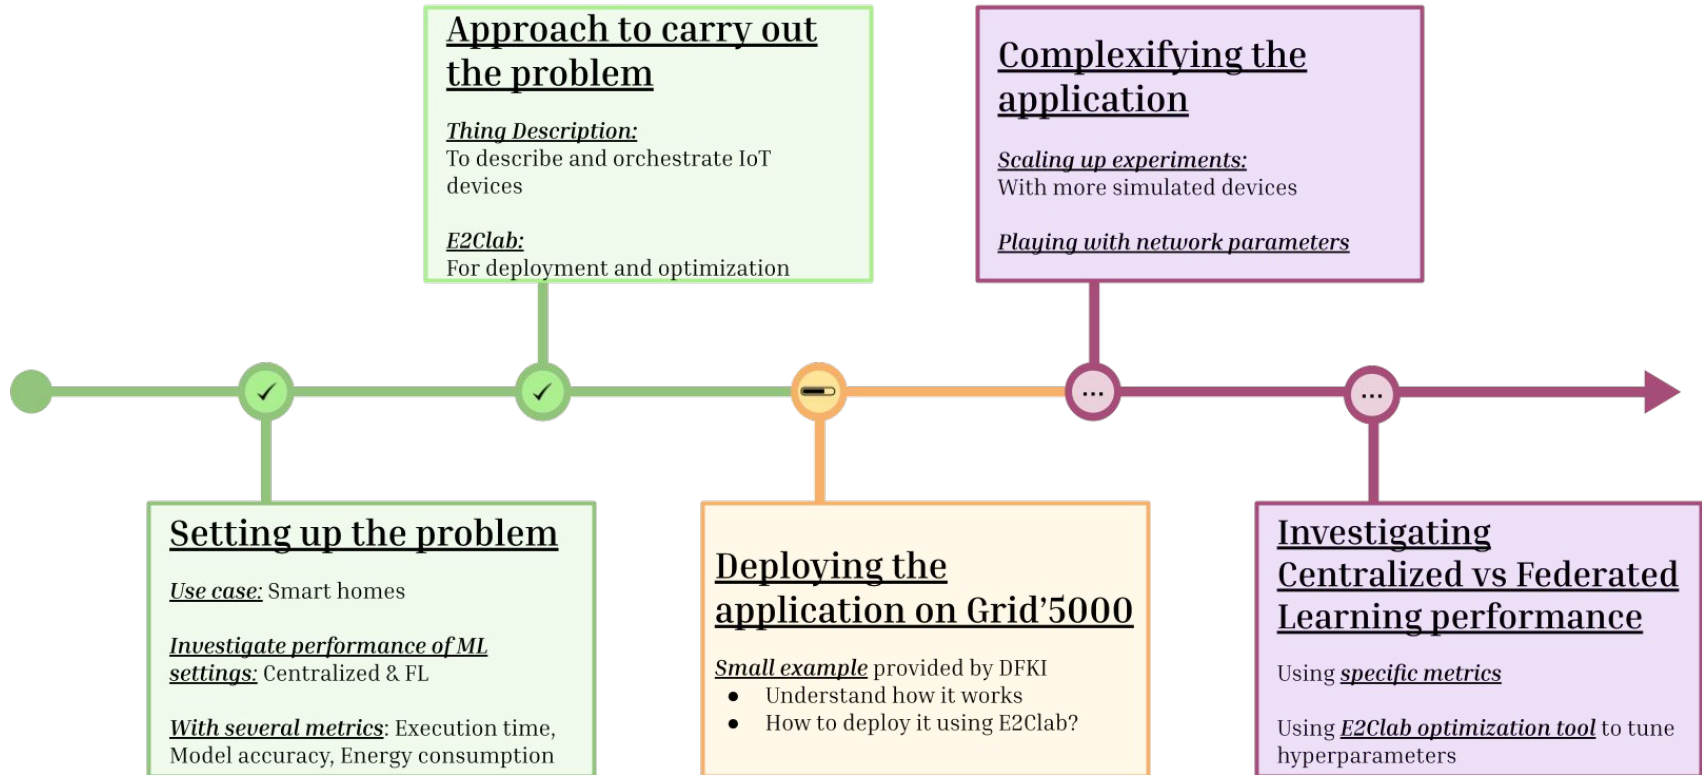 Approach to carry out
the problem
Thing Description:
To describe and orchestrate IoT
devices
E2Clab:
For deployment and optimization
Complexifying the
application
Scaling up experiments:
With more simulated devices
Playing with network parameters
✓
✓
...
...
Setting up the problem
Use case: Smart homes
Investigate performance of ML
settings: Centralized & FL
With several metrics: Execution time,
Model accuracy, Energy consumption
Deploying the
application on Grid’5000
Small example provided by DFKI
● Understand how it works
● How to deploy it using E2Clab?
Investigating
Centralized vs Federated
Learning performance
Using specific metrics
Using E2Clab optimization tool to tune
hyperparameters